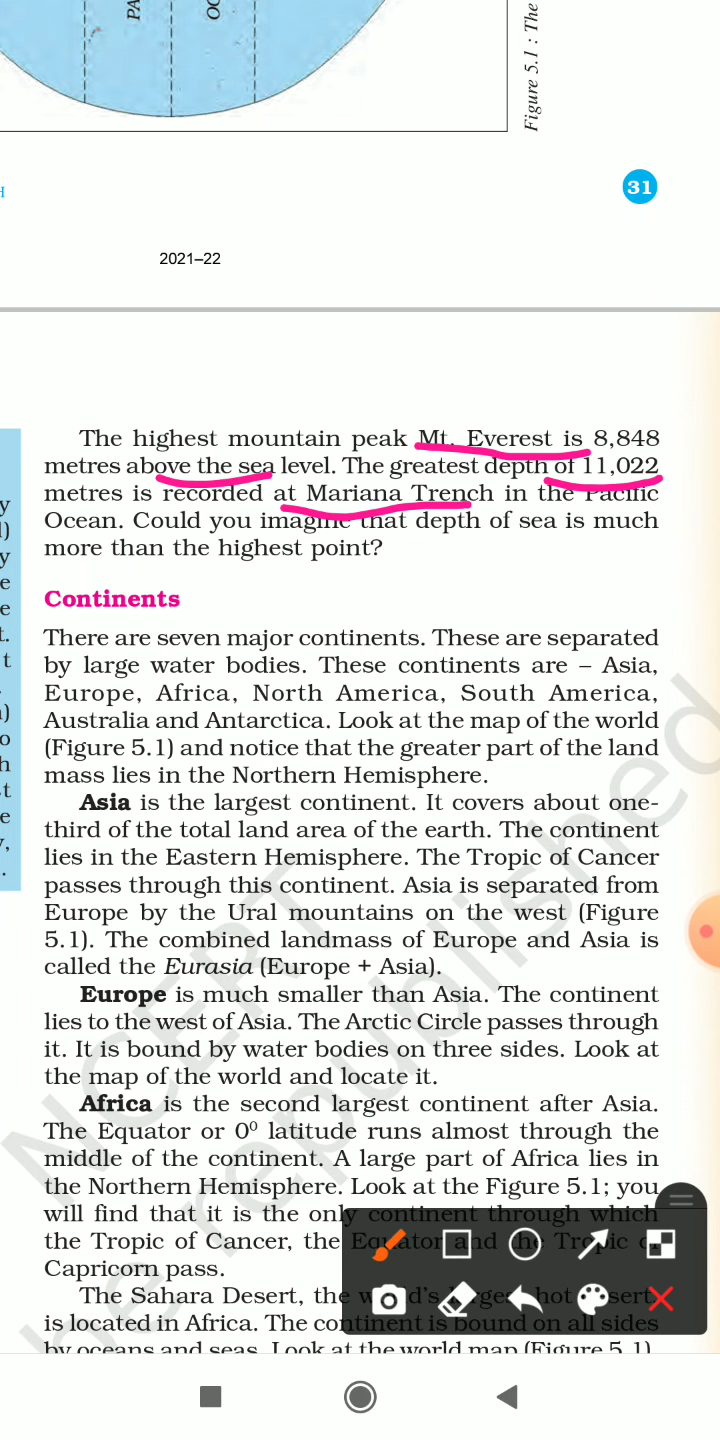 PA
OC
Figure 5.1 : The
H
31
2021–22
The highest mountain peak Mt. Everest is 8,848
metres above the sea level. The greatest depth of 11,022
metres is recorded at Mariana Trench in the Pacific
Ocean. Could you imagine that depth of sea is much
more than the highest point?
Continents
There are seven major continents. These are separated
by large water bodies. These continents are – Asia,
Europe, Africa, North America, South America,
Australia and Antarctica. Look at the map of the world
(Figure 5.1) and notice that the greater part of the land
mass lies in the Northern Hemisphere.
Asia is the largest continent. It covers about one-
third of the total land area of the earth. The continent
lies in the Eastern Hemisphere. The Tropic of Cancer
passes through this continent. Asia is separated from
Europe by the Ural mountains on the west (Figure
5.1). The combined landmass of Europe and Asia is
called the Eurasia (Europe + Asia).
Europe is much smaller than Asia. The continent
lies to the west of Asia. The Arctic Circle passes through
it. It is bound by water bodies on three sides. Look at
the map of the world and locate it.
Africa is the second largest continent after Asia.
The Equator or 0⁰ latitude runs almost through the
middle of the continent. A large part of Africa lies in
the Northern Hemisphere. Look at the Figure 5.1; you
will find that it is the only continent through which
the Tropic of Cancer, the Equator and the Tropic of
Capricorn pass.
The Sahara Desert, the world's largest hot desert,
is located in Africa. The continent is bound on all sides
by oceans and seas. Look at the world map (Figure 5.1).
NCERT
republished